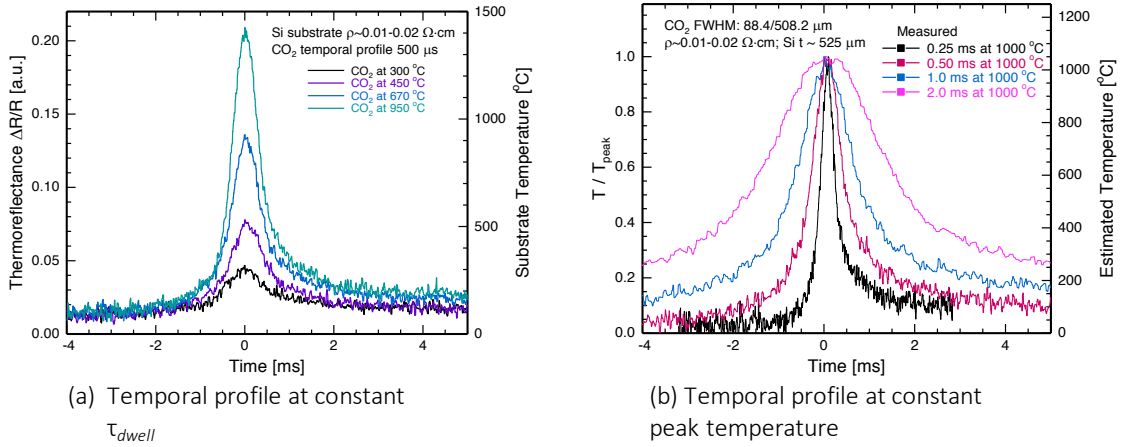 Si substrate ρ~0.01-0.02 Ω·cm
CO2 temporal profile 500 µs
CO2 at 300 °C
CO2 at 450 °C
CO2 at 670 °C
CO2 at 950 °C
Thermoreflectance ΔR/R [a.u.]
0.20
0.15
0.10
0.05
0.00
1500
1000
500
0
Substrate Temperature [°C]
-4
-2
0
2
4
Time [ms]
(a) Temporal profile at constant
τdwell
CO2 FWHM: 88.4/508.2 µm
ρ~0.01-0.02 Ω·cm; Si t ~ 525 µm
Measured
0.25 ms at 1000 °C
0.50 ms at 1000 °C
1.0 ms at 1000 °C
2.0 ms at 1000 °C
T / Tpeak
1.0
0.8
0.6
0.4
0.2
0.0
1200
1000
800
600
400
200
0
Estimated Temperature [°C]
-4
-2
0
2
4
Time [ms]
(b) Temporal profile at constant
peak temperature